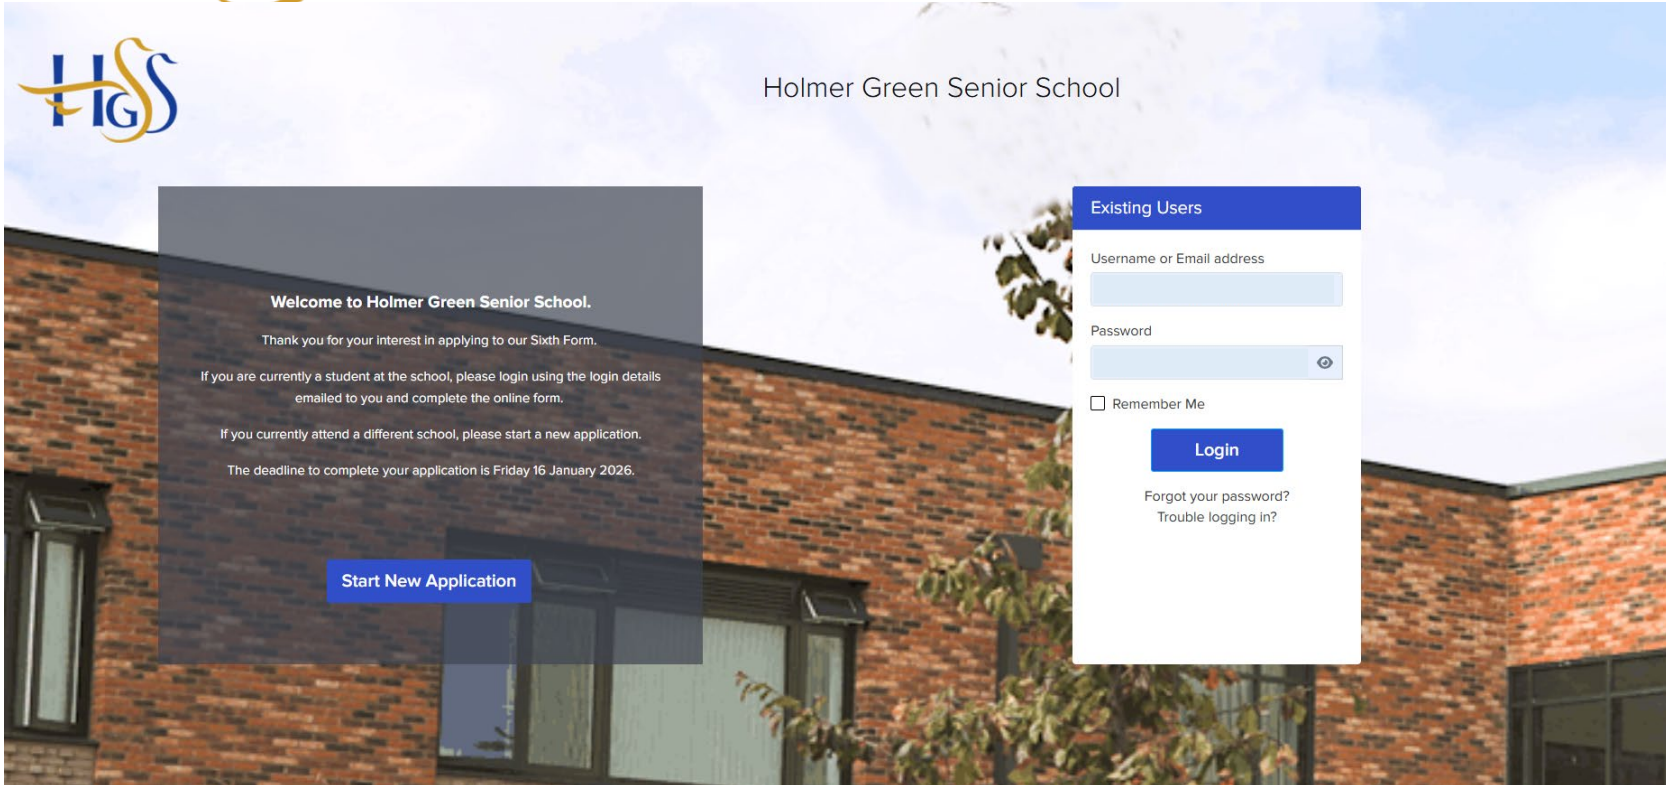 HGSS
Holmer Green Senior School
Welcome to Holmer Green Senior School.
Thank you for your interest in applying to our Sixth Form.
If you are currently a student at the school, please login using the login details
emailed to you and complete the online form.
If you currently attend a different school, please start a new application.
The deadline to complete your application is Friday 16 January 2026.
Start New Application
Existing Users
Username or Email address
Password
Remember Me
Login
Forgot your password?
Trouble logging in?